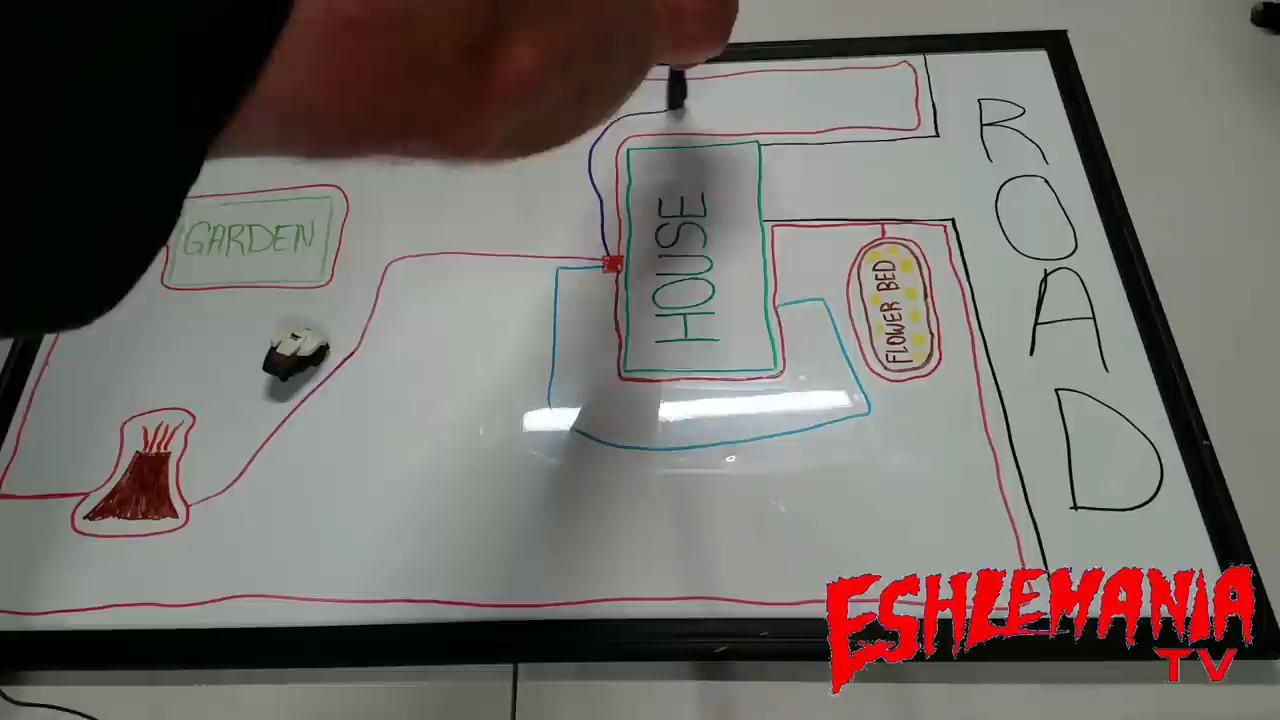 GARDEN
HOUSE
FLOWER BED
ROAD
ESHLEMANIA
TV